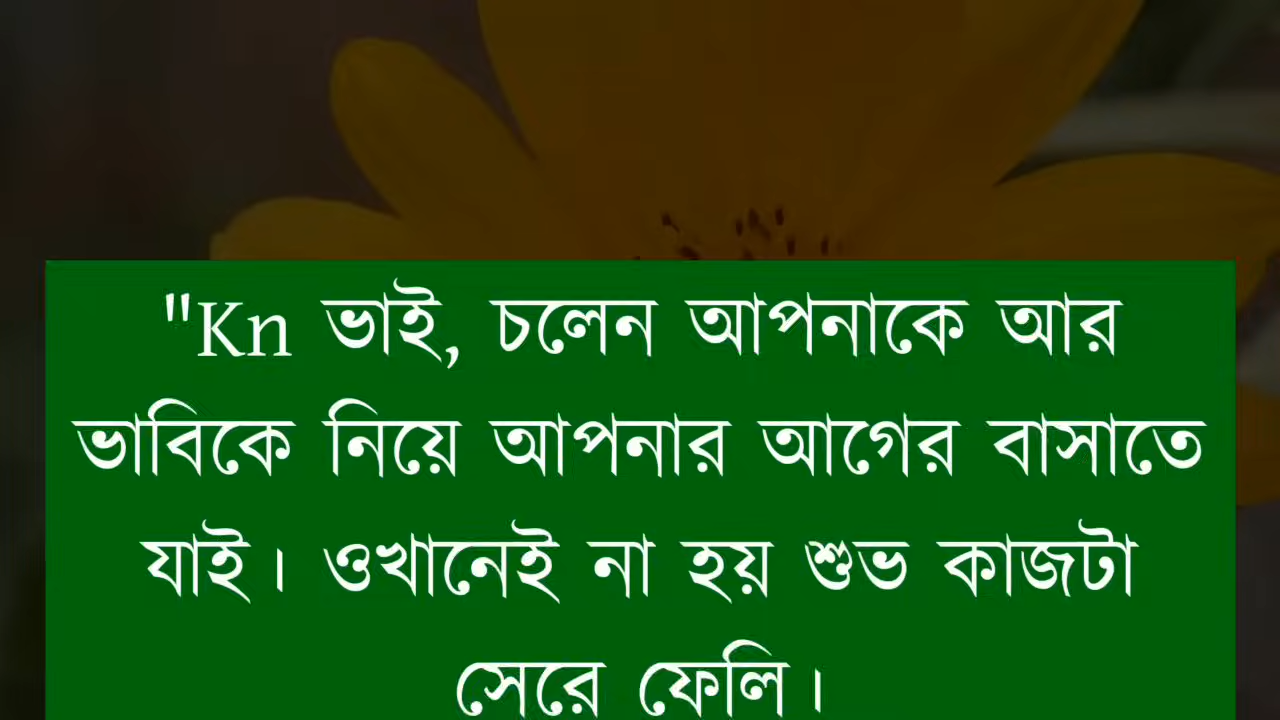 "Kn ভাই, চলেন আপনাকে আর
ভাবিকে নিয়ে আপনার আগের বাসাতে
যাই। ওখানেই না হয় শুভ কাজটা
সেরে ফেলি।